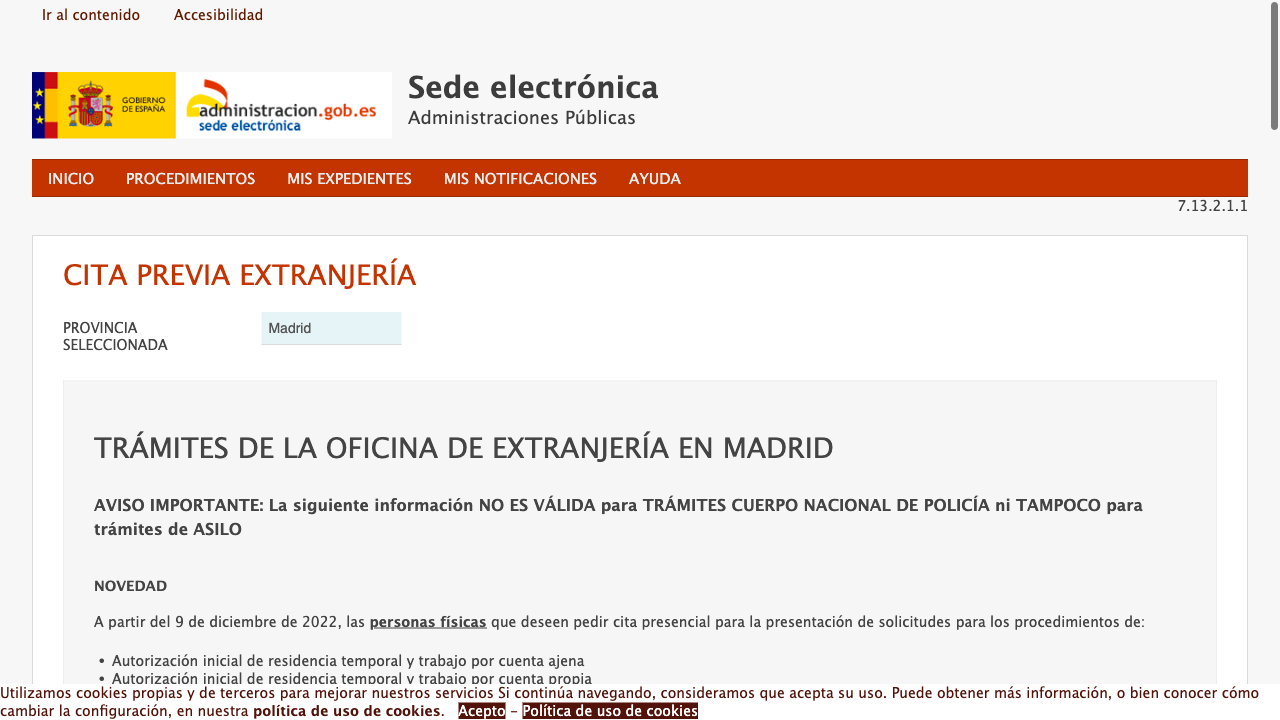 Ir al contenido Accesibilidad
GOBIERNO
DE ESPAÑA
administracion.gob.es
sede electrónica
Sede electrónica
Administraciones Públicas
INICIO PROCEDIMIENTOS MIS EXPEDIENTES MIS NOTIFICACIONES AYUDA
7.13.2.1.1
CITA PREVIA EXTRANJERÍA
PROVINCIA
SELECCIONADA
Madrid
TRÁMITES DE LA OFICINA DE EXTRANJERÍA EN MADRID
AVISO IMPORTANTE: La siguiente información NO ES VÁLIDA para TRÁMITES CUERPO NACIONAL DE POLICÍA ni TAMPOCO para
trámites de ASILO
NOVEDAD
A partir del 9 de diciembre de 2022, las personas físicas que deseen pedir cita presencial para la presentación de solicitudes para los procedimientos de:
• Autorización inicial de residencia temporal y trabajo por cuenta ajena
• Autorización inicial de residencia temporal y trabajo por cuenta propia
Utilizamos cookies propias y de terceros para mejorar nuestros servicios Si continúa navegando, consideramos que acepta su uso. Puede obtener más información, o bien conocer cómo
cambiar la configuración, en nuestra política de uso de cookies. Acepto – Política de uso de cookies